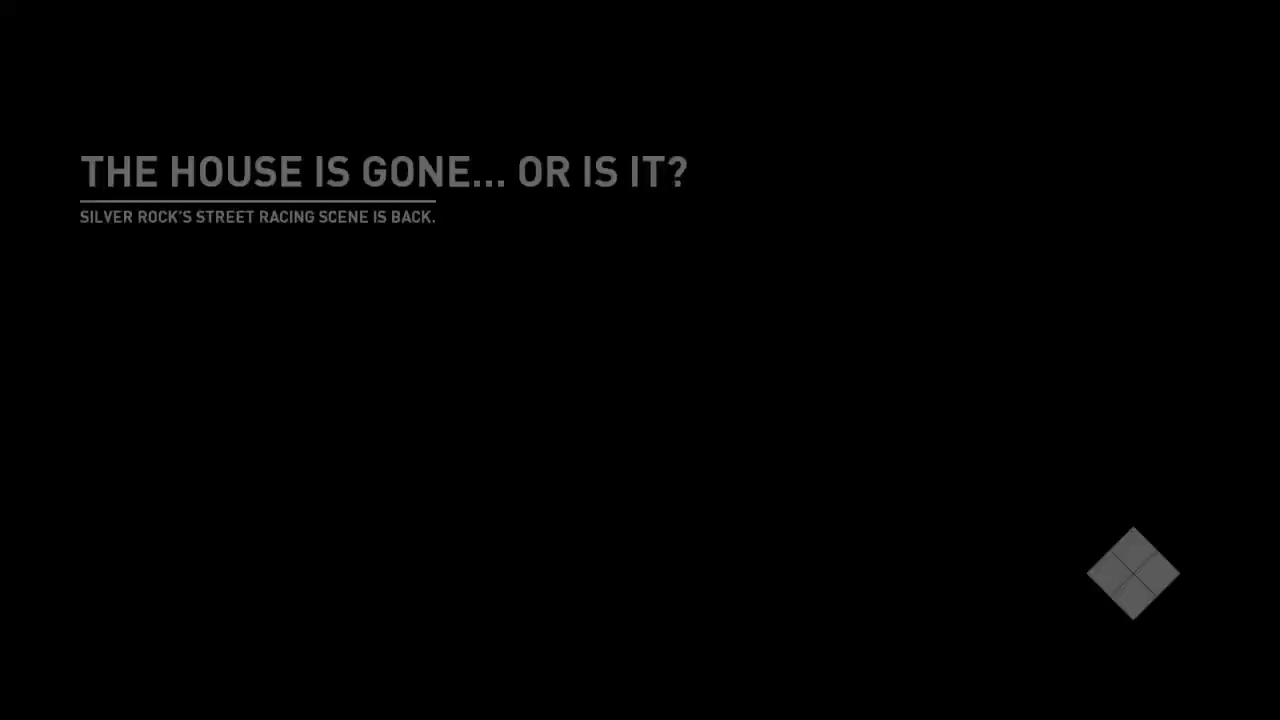 THE HOUSE IS GONE... OR IS IT?
SILVER ROCK'S STREET RACING SCENE IS BACK.